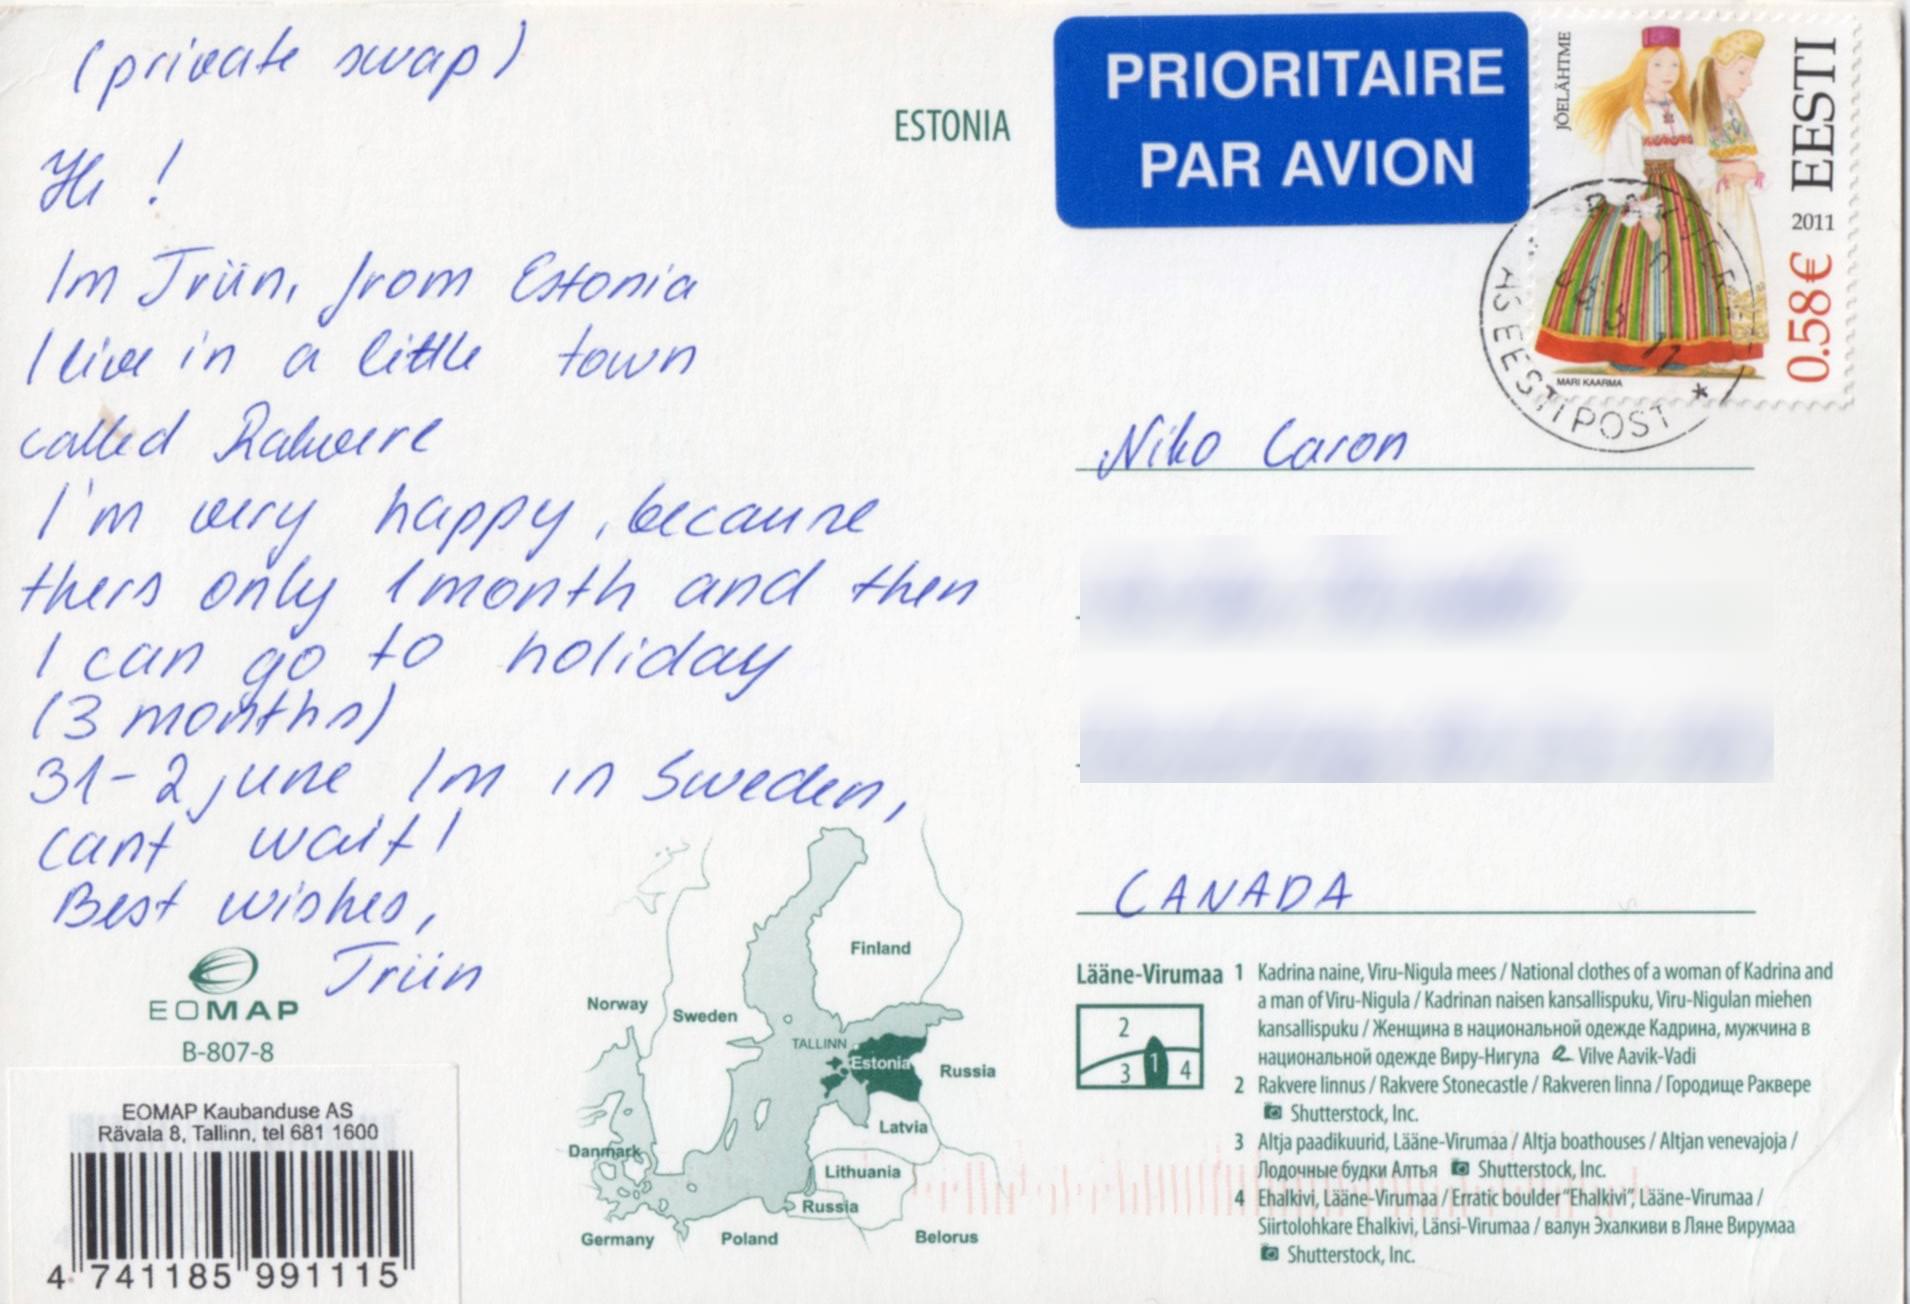 (private swap)
Hi !
Im Triin, from Estonia
I live in a little town
called Rakvere
I'm very happy, because
thers only 1 month and then
I can go to holiday
(3 months)
31-2 june Im in Sweden,
cant wait!
Best wishes,
Triin
EOMAP
B-807-8
EOMAP Kaubanduse AS
Rävala 8, Tallinn, tel 681 1600
4 741185 991115
ESTONIA
PRIORITAIRE
PAR AVION
JÕELÄHTME
EESTI
2011
0.58€
MARI KAARMA
AS EESTI POST *
Niko Caron
CANADA
Finland
Norway
Sweden
TALLINN
Estonia
Russia
Latvia
Danmark
Lithuania
Russia
Germany
Poland
Belorus
Lääne-Virumaa
2
3
1
4
1 Kadrina naine, Viru-Nigula mees / National clothes of a woman of Kadrina and
a man of Viru-Nigula / Kadrinan naisen kansallispuku, Viru-Nigulan miehen
kansallispuku / Женщина в национальной одежде Кадрина, мужчина в
национальной одежде Виру-Нигула Vilve Aavik-Vadi
2 Rakvere linnus / Rakvere Stonecastle / Rakveren linna / Городище Раквере
Shutterstock, Inc.
3 Altja paadikuurid, Lääne-Virumaa / Altja boathouses / Altjan venevajoja /
Лодочные будки Алтья Shutterstock, Inc.
4 Ehalkivi, Lääne-Virumaa / Erratic boulder "Ehalkivi", Lääne-Virumaa /
Siirtolohkare Ehalkivi, Länsi-Virumaa / валун Эхалкиви в Ляне Вирумаа
Shutterstock, Inc.